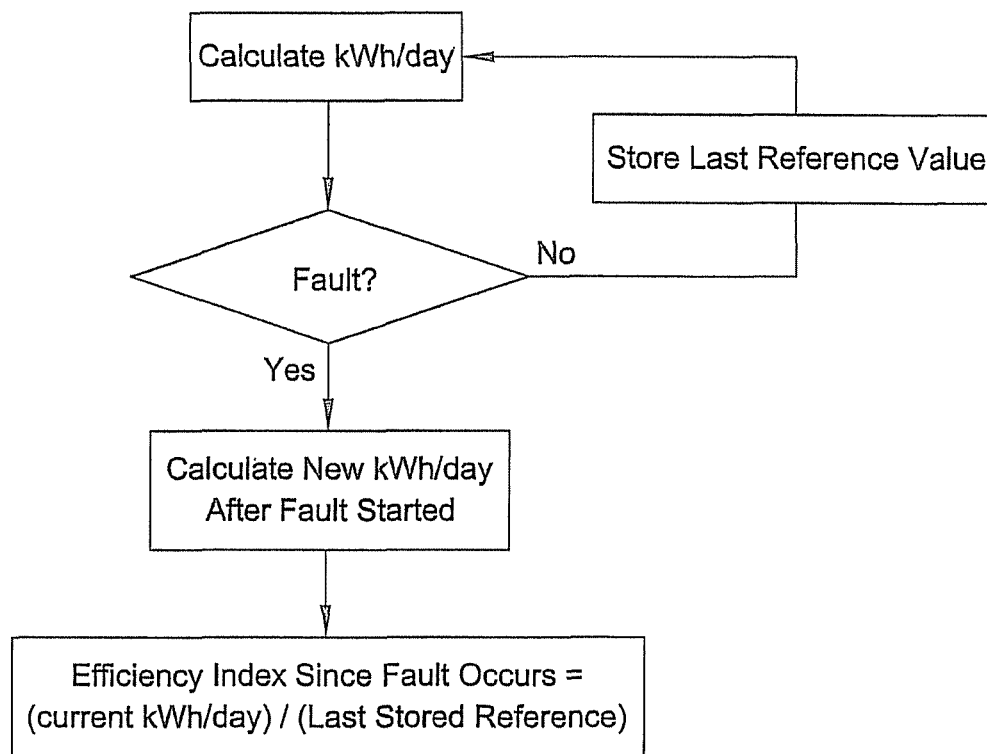 Calculate kWh/day
Store Last Reference Value
Fault?
No
Yes
Calculate New kWh/day
After Fault Started
Efficiency Index Since Fault Occurs =
(current kWh/day) / (Last Stored Reference)